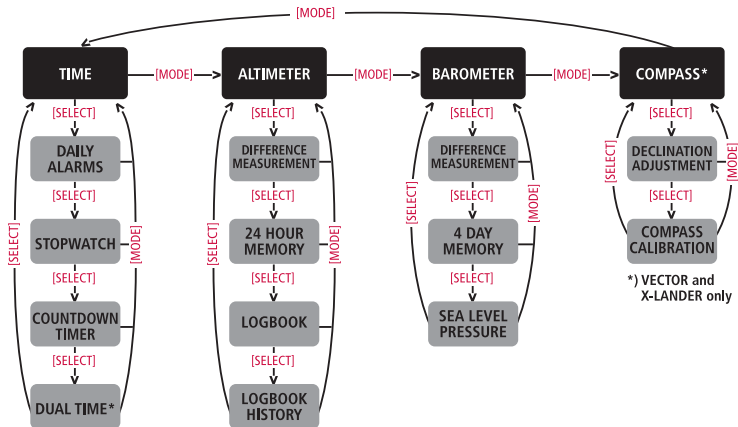 [MODE]
TIME
[MODE]
ALTIMETER
[MODE]
BAROMETER
[MODE]
COMPASS*
[SELECT]
[SELECT]
[SELECT]
[SELECT]
DAILY
ALARMS
DIFFERENCE
MEASUREMENT
DIFFERENCE
MEASUREMENT
DECLINATION
ADJUSTMENT
[SELECT]
[MODE]
[SELECT]
[SELECT]
[SELECT]
[SELECT]
[SELECT]
[MODE]
STOPWATCH
24 HOUR
MEMORY
4 DAY
MEMORY
COMPASS
CALIBRATION
[SELECT]
[MODE]
[SELECT]
[MODE]
[SELECT]
[SELECT]
[SELECT]
*) VECTOR and
X-LANDER only
COUNTDOWN
TIMER
LOGBOOK
SEA LEVEL
PRESSURE
[SELECT]
[SELECT]
DUAL TIME*
LOGBOOK
HISTORY